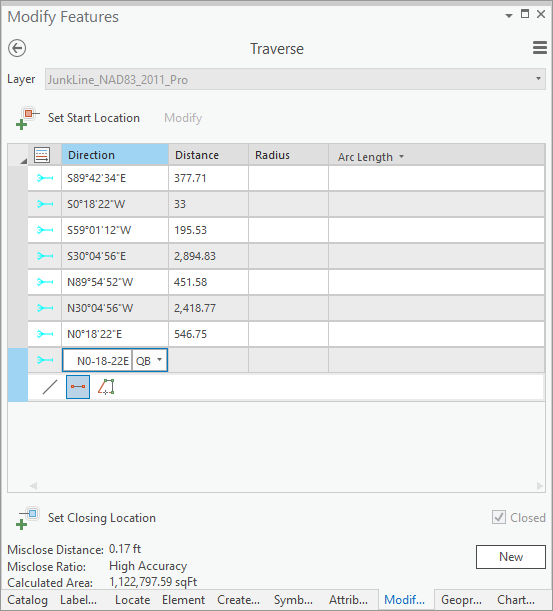 Modify Features
Traverse
Layer JunkLine_NAD83_2011_Pro
Set Start Location Modify
Direction Distance Radius Arc Length
S89°42'34"E 377.71
S0°18'22"W 33
S59°01'12"W 195.53
S30°04'56"E 2,894.83
N89°54'52"W 451.58
N30°04'56"W 2,418.77
N0°18'22"E 546.75
N0-18-22E QB
Set Closing Location Closed
Misclose Distance: 0.17 ft
Misclose Ratio: High Accuracy New
Calculated Area: 1,122,797.59 sqFt
Catalog Label... Locate Element Create... Symb... Attrib... Modif... Geopr... Chart...